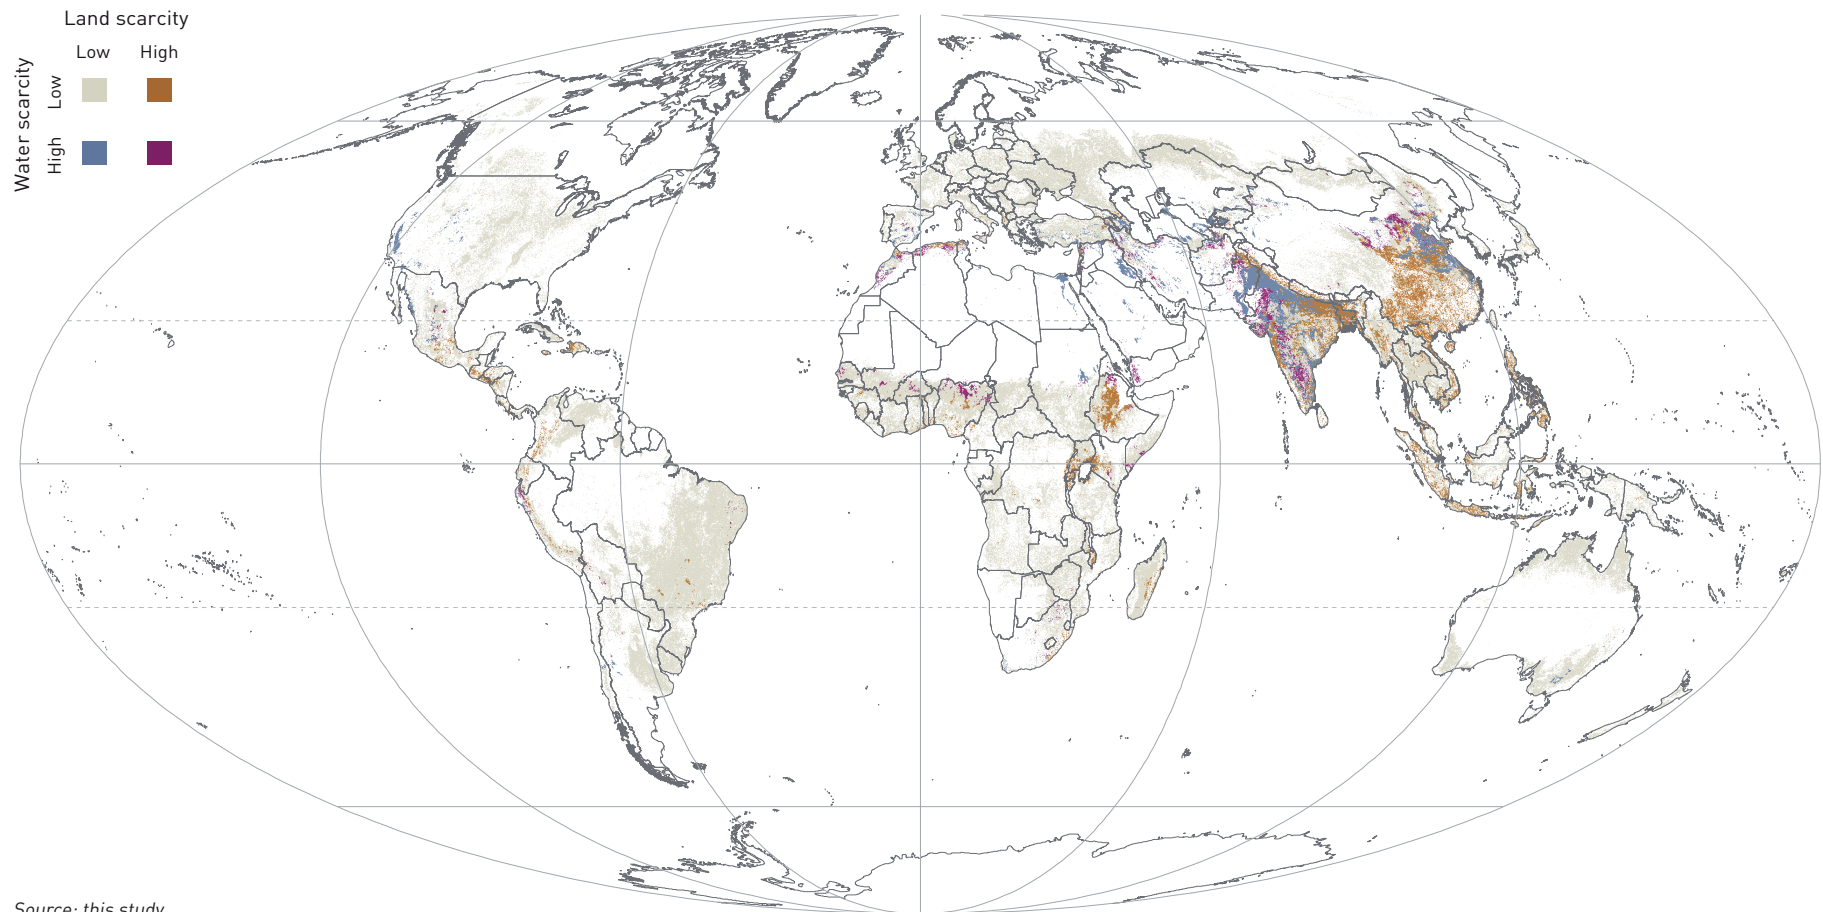 Land scarcity
Low High
Water scarcity
Low
High
Source: this study